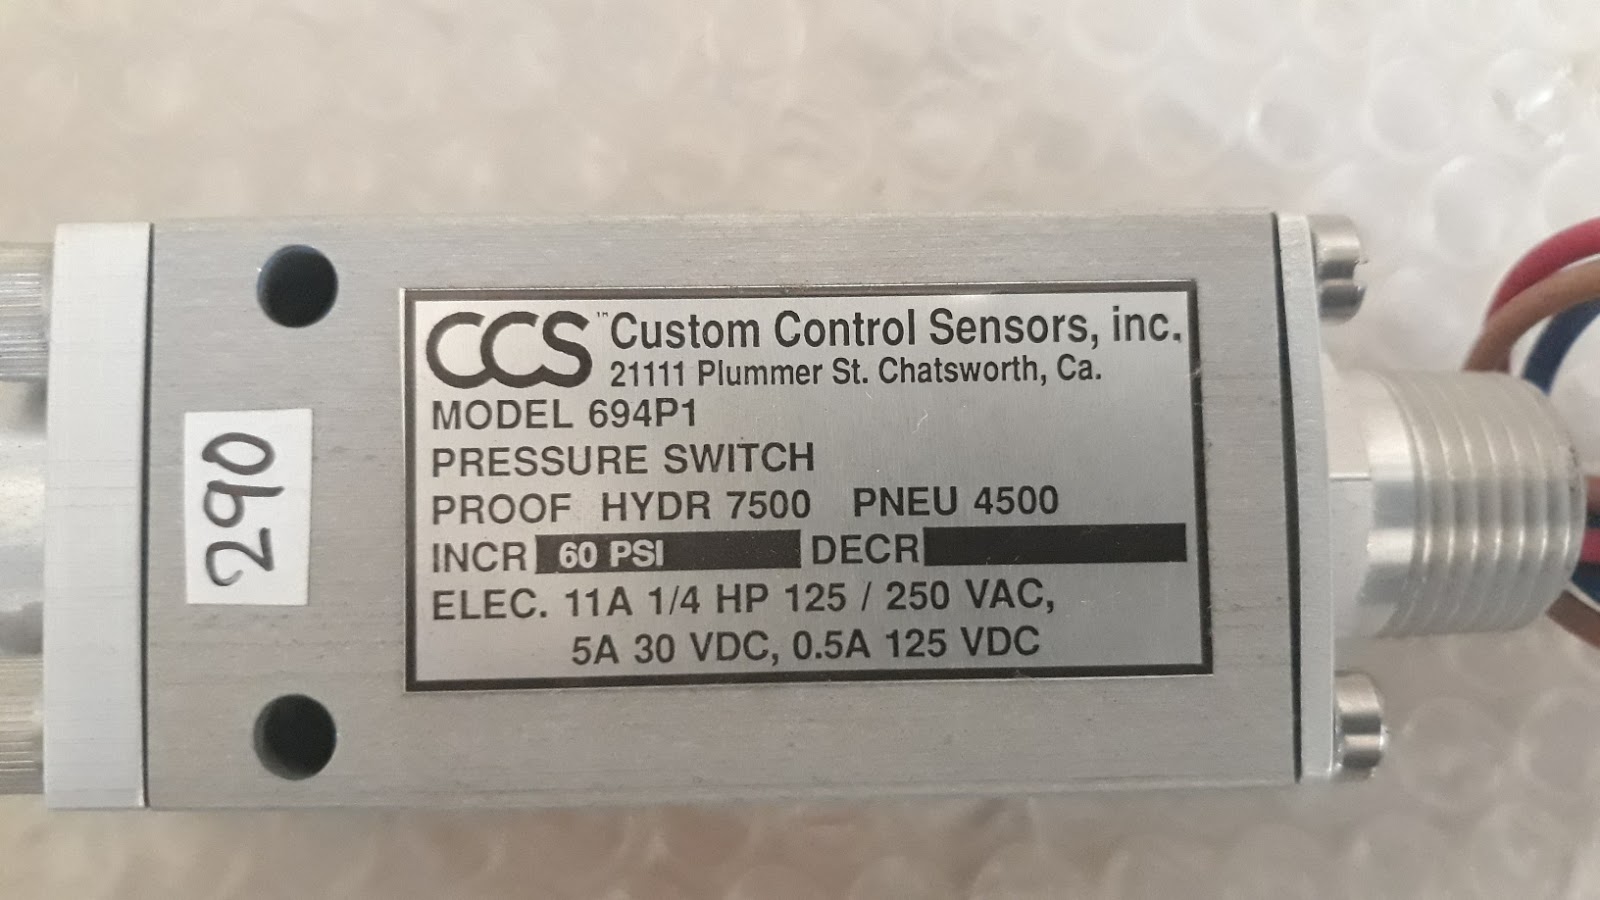 CCS™ Custom Control Sensors, inc.
21111 Plummer St. Chatsworth, Ca.
MODEL 694P1
PRESSURE SWITCH
PROOF HYDR 7500 PNEU 4500
INCR 60 PSI DECR
ELEC. 11A 1/4 HP 125 / 250 VAC,
5A 30 VDC, 0.5A 125 VDC
290